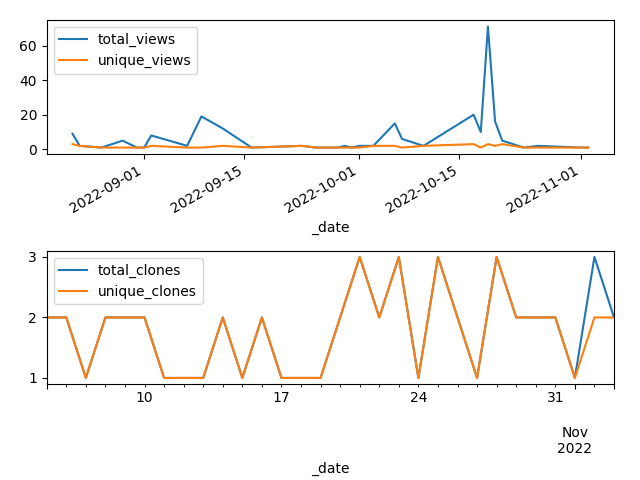 60
40
20
0
total_views
unique_views
2022-09-01
2022-09-15
2022-10-01
2022-10-15
2022-11-01
_date
3
2
1
total_clones
unique_clones
10
17
24
31
Nov
2022
_date